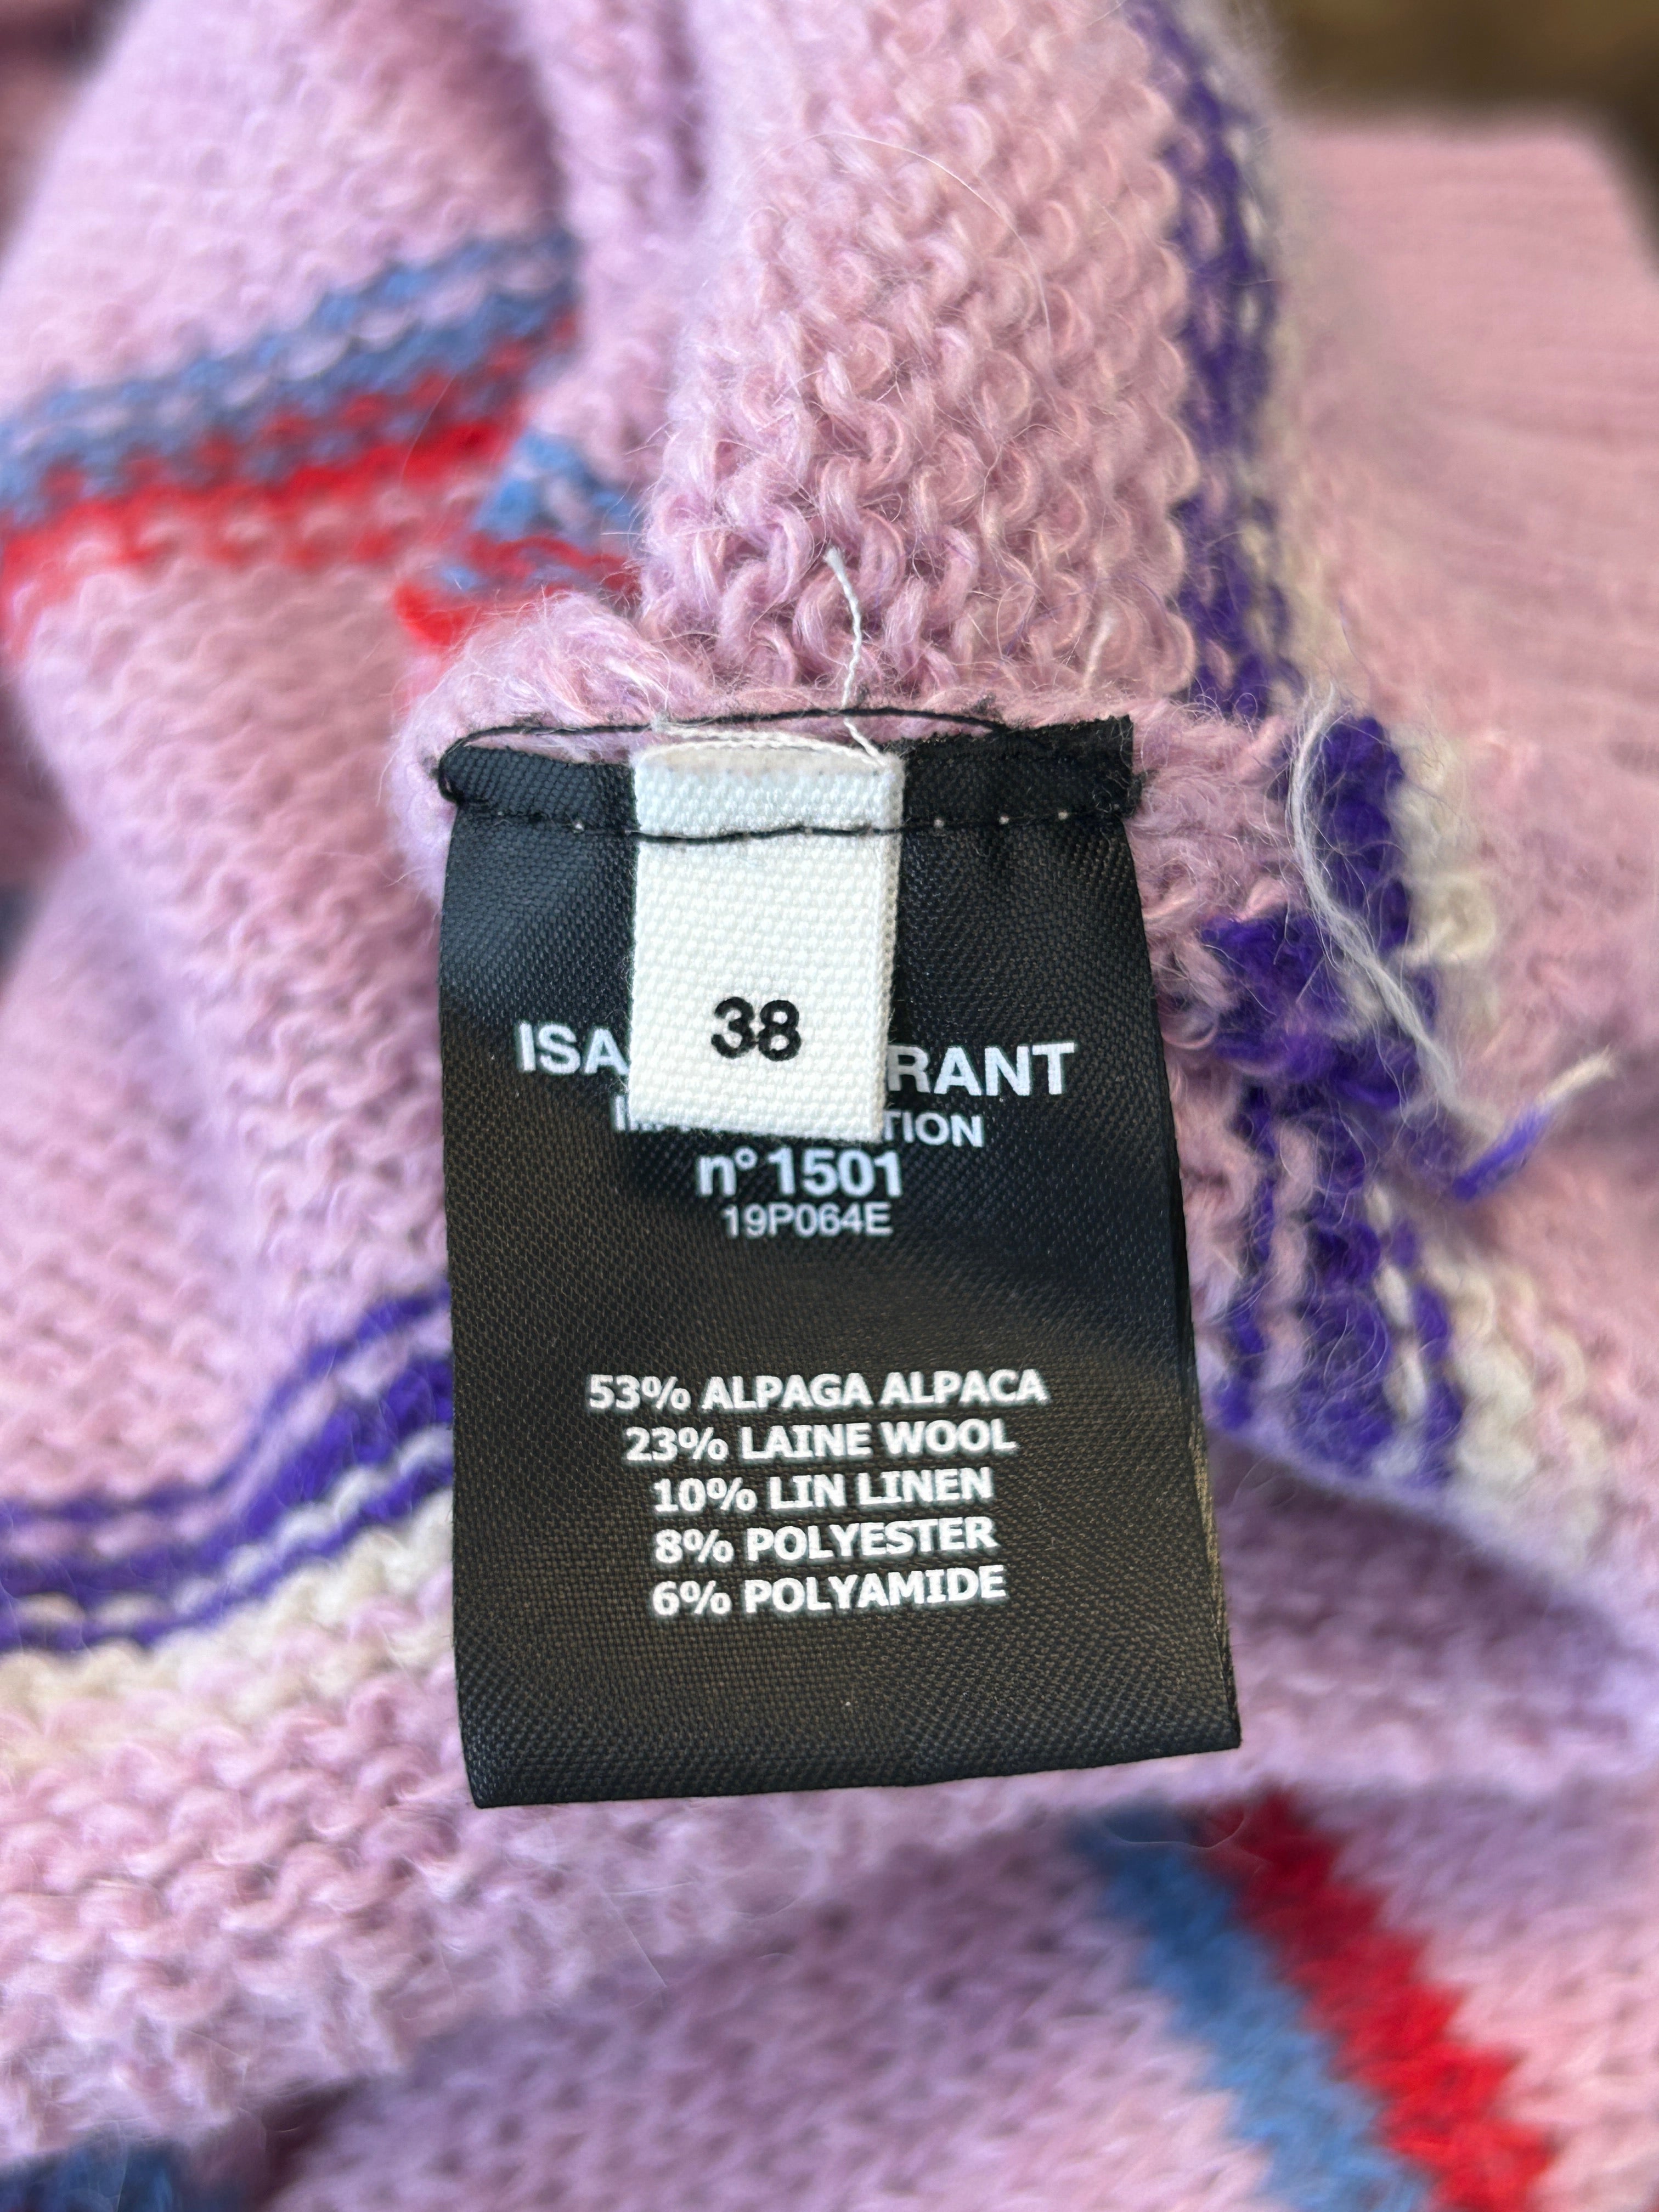 38
ISA RANT
TION
n° 1501
19P064E
53% ALPAGA ALPACA
23% LAINE WOOL
10% LIN LINEN
8% POLYESTER
6% POLYAMIDE